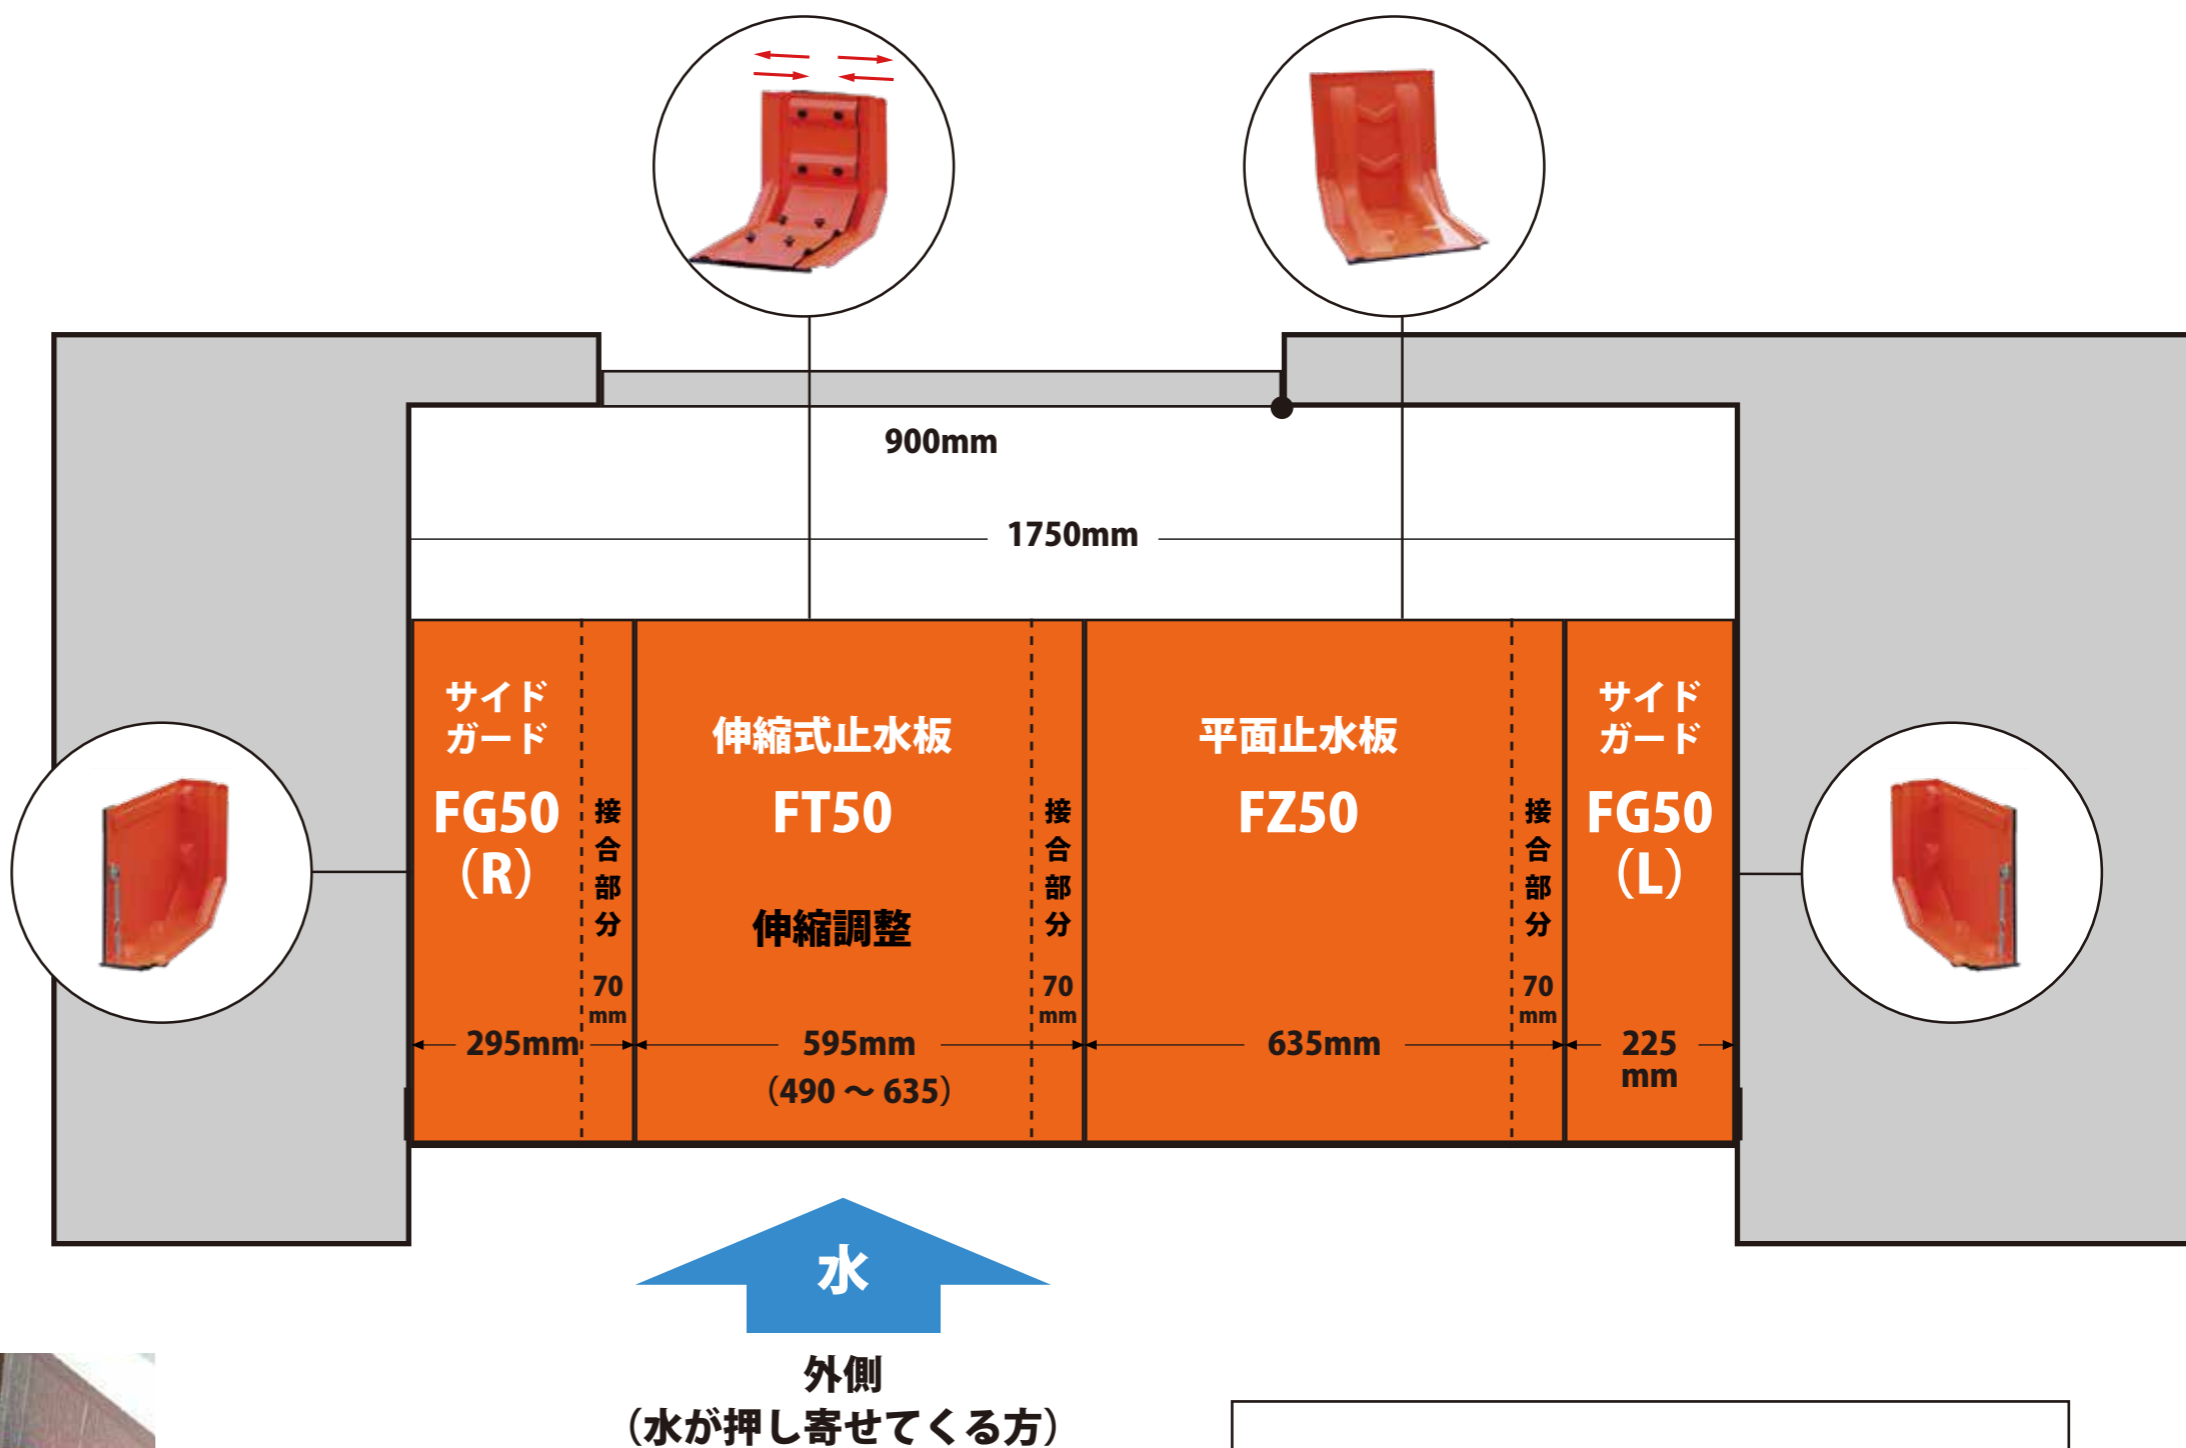 900mm
1750mm
サイド
ガード
FG50
（R）
接合部分
70
mm
295mm
伸縮式止水板
FT50
伸縮調整
接合部分
70
mm
595mm
（490 〜 635）
平面止水板
FZ50
接合部分
70
mm
635mm
サイド
ガード
FG50
（L）
225
mm
水
外側
（水が押し寄せてくる方）